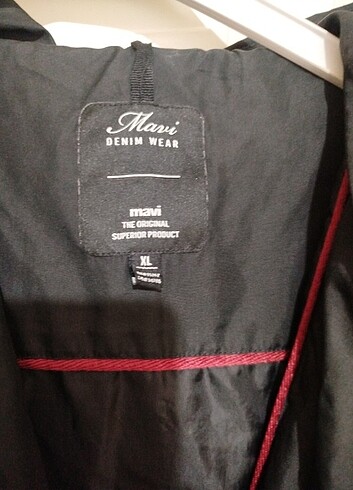 Mavi
DENIM WEAR
mavi
THE ORIGINAL
SUPERIOR PRODUCT
XL